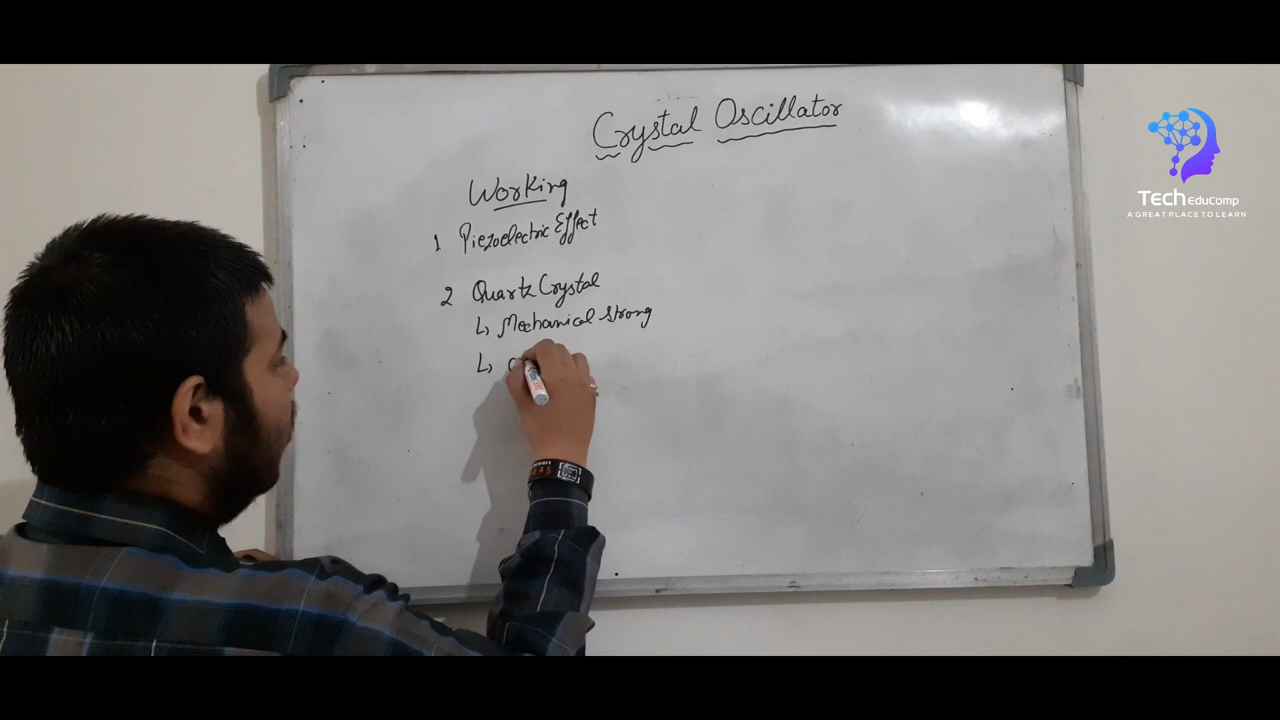 Crystal Oscillator
Working
1 Piezoelectric Effect
2 Quartz Crystal
Mechanical strong
Tech EduComp
A GREAT PLACE TO LEARN